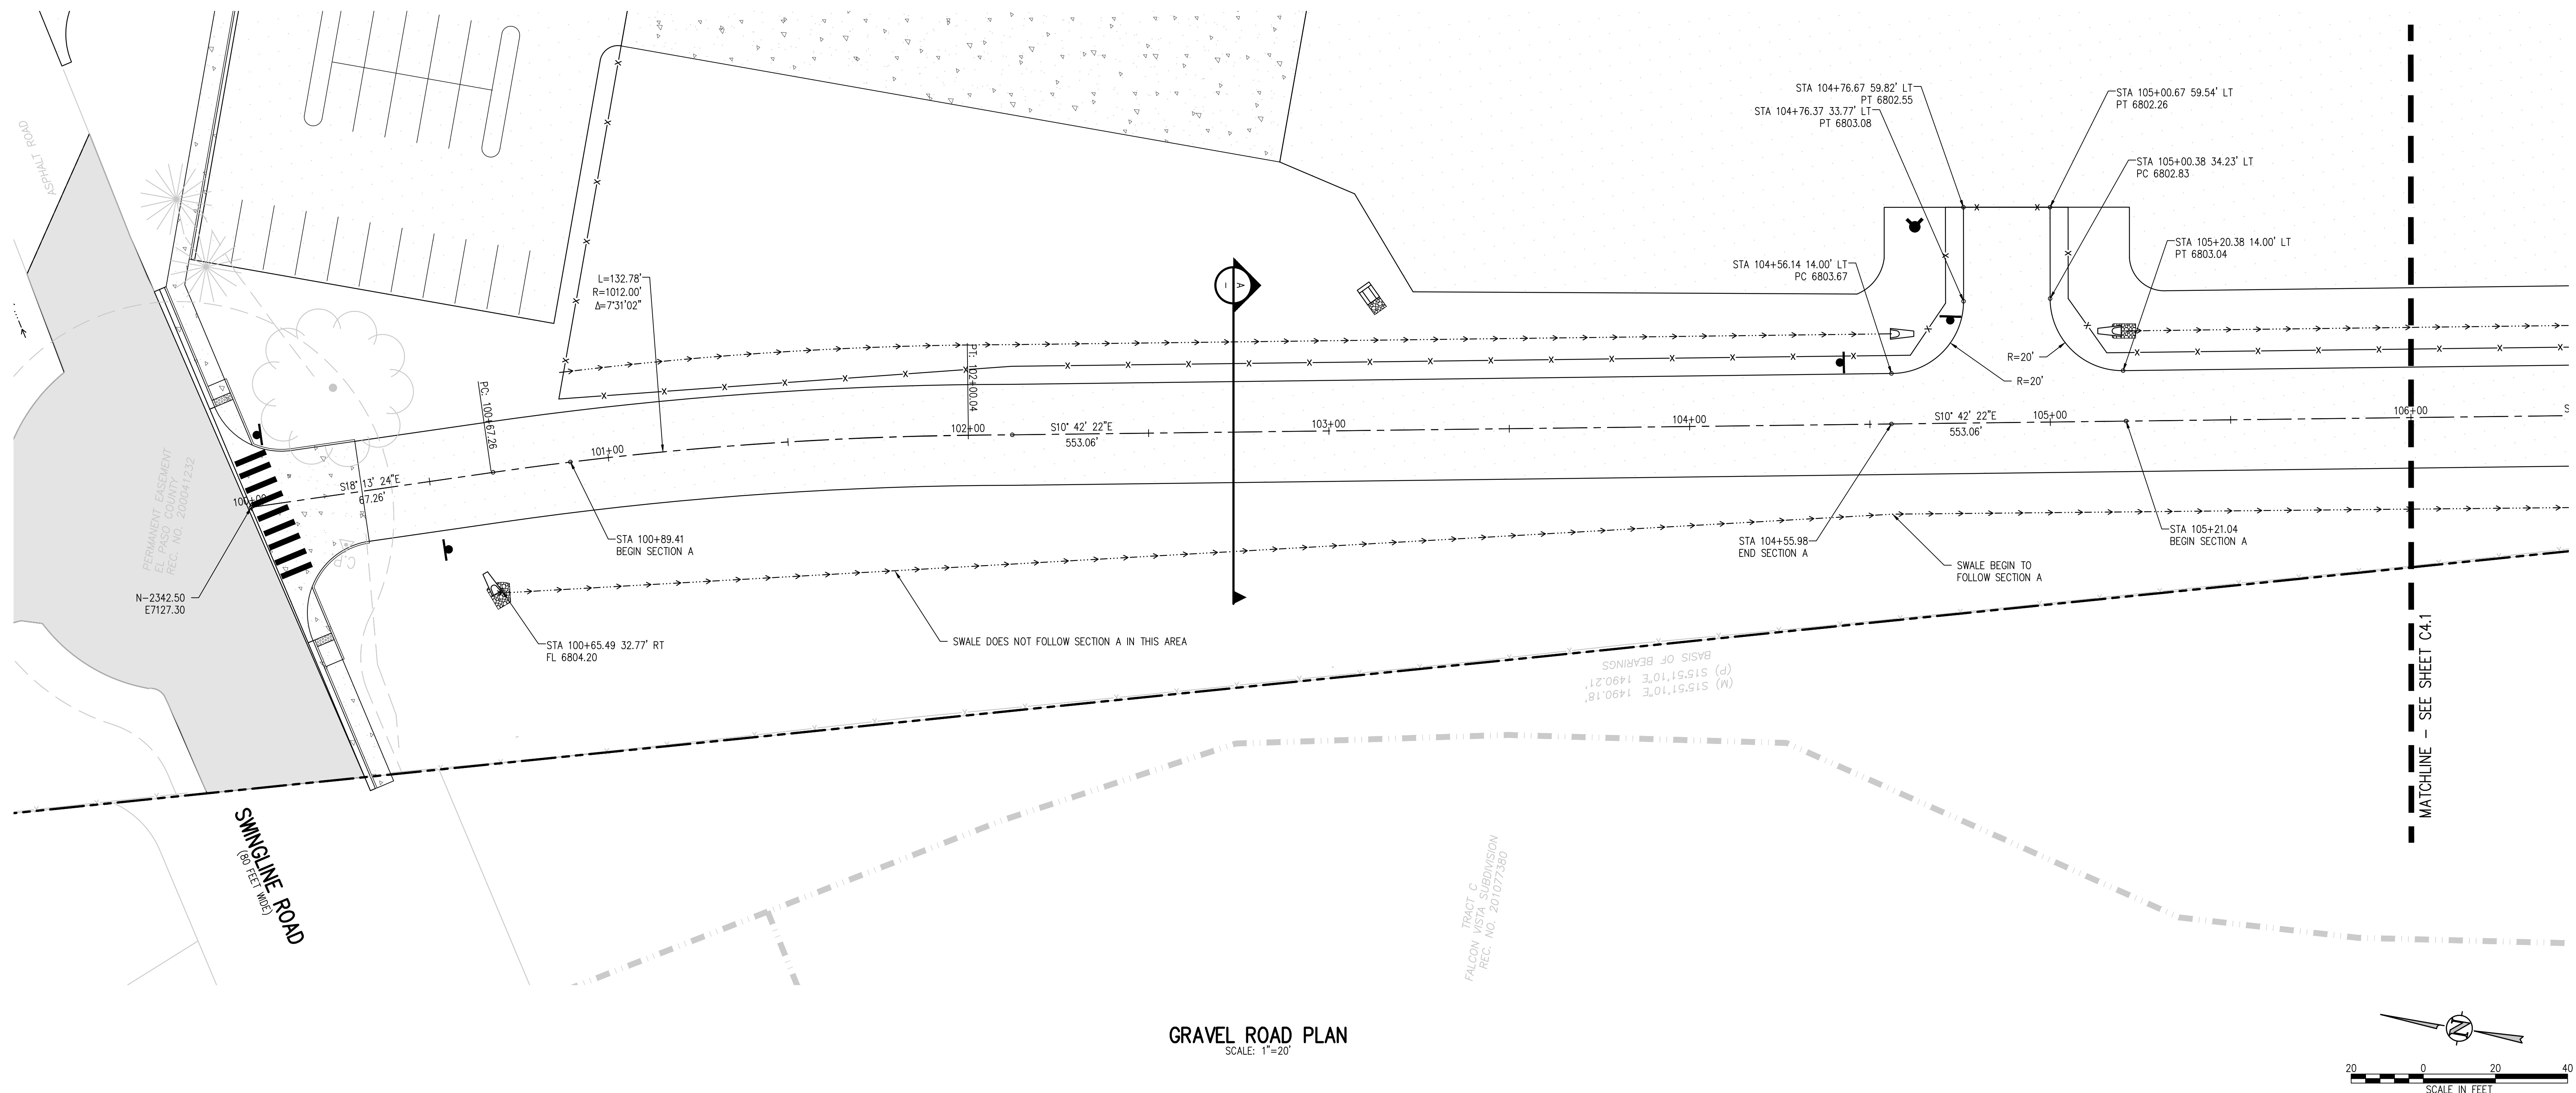 ASPHALT ROAD
PERMANENT EASEMENT
EL PASO COUNTY
REC. NO. 200041232
N-2342.50
E7127.30
100+00
S18° 13' 24"E
67.26'
PC: 100+67.26
L=132.78'
R=1012.00'
Δ=7°31'02"
101+00
STA 100+89.41
BEGIN SECTION A
STA 100+65.49 32.77' RT
FL 6804.20
PT: 102+00.04
102+00
S10° 42' 22"E
553.06'
SWALE DOES NOT FOLLOW SECTION A IN THIS AREA
A
–
103+00
104+00
STA 104+76.67 59.82' LT
PT 6802.55
STA 104+76.37 33.77' LT
PT 6803.08
STA 104+56.14 14.00' LT
PC 6803.67
STA 105+00.67 59.54' LT
PT 6802.26
STA 105+00.38 34.23' LT
PC 6802.83
STA 105+20.38 14.00' LT
PT 6803.04
R=20'
R=20'
S10° 42' 22"E
553.06'
105+00
106+00
S
STA 104+55.98
END SECTION A
SWALE BEGIN TO
FOLLOW SECTION A
STA 105+21.04
BEGIN SECTION A
BASIS OF BEARINGS
(P) S15°51'10"E 1490.21'
(M) S15°51'10"E 1490.18'
MATCHLINE – SEE SHEET C4.1
SWINGLINE ROAD
(80 FEET WIDE)
TRACT C
FALCON VISTA SUBDIVISION
REC. NO. 201077380
GRAVEL ROAD PLAN
SCALE: 1"=20'
N
20 0 20 40
SCALE IN FEET